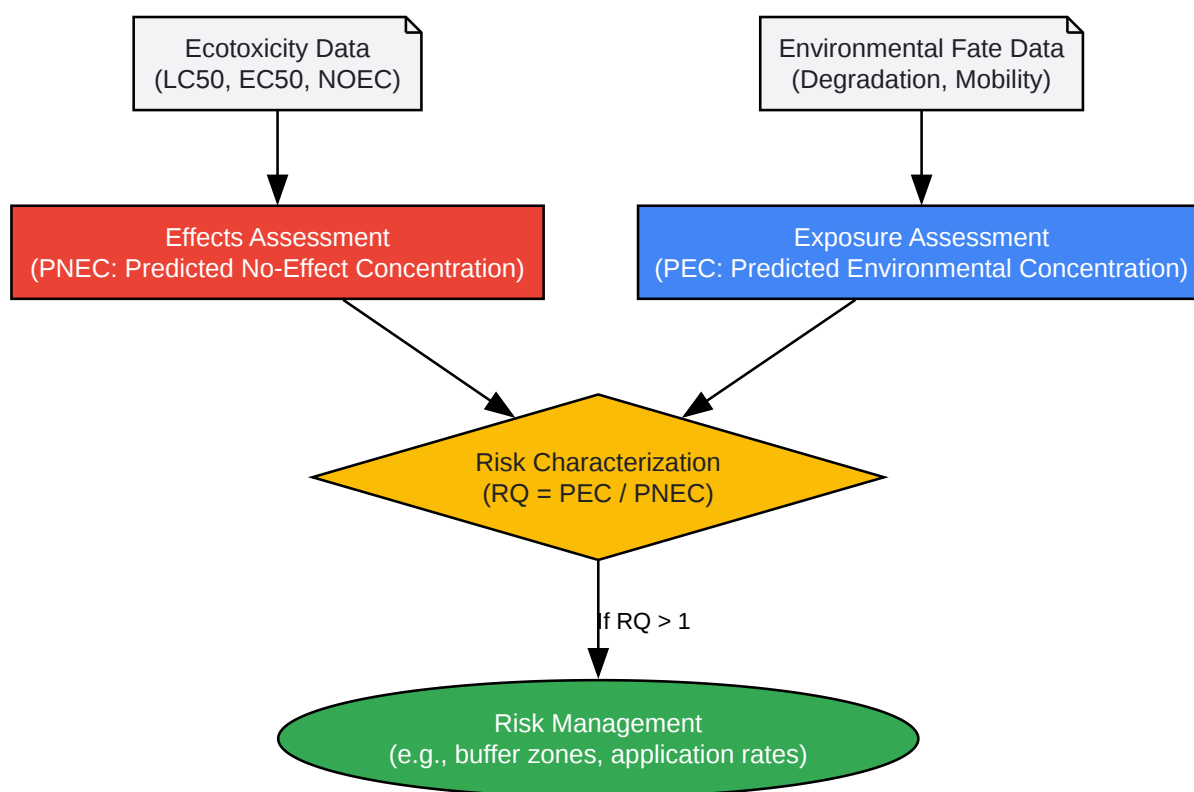 Ecotoxicity Data
(LC50, EC50, NOEC)
Environmental Fate Data
(Degradation, Mobility)
Effects Assessment
(PNEC: Predicted No-Effect Concentration)
Exposure Assessment
(PEC: Predicted Environmental Concentration)
Risk Characterization
(RQ = PEC / PNEC)
If RQ > 1
Risk Management
(e.g., buffer zones, application rates)